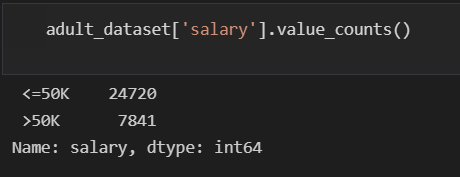 adult_dataset['salary'].value_counts()
<=50K    24720
>50K      7841
Name: salary, dtype: int64